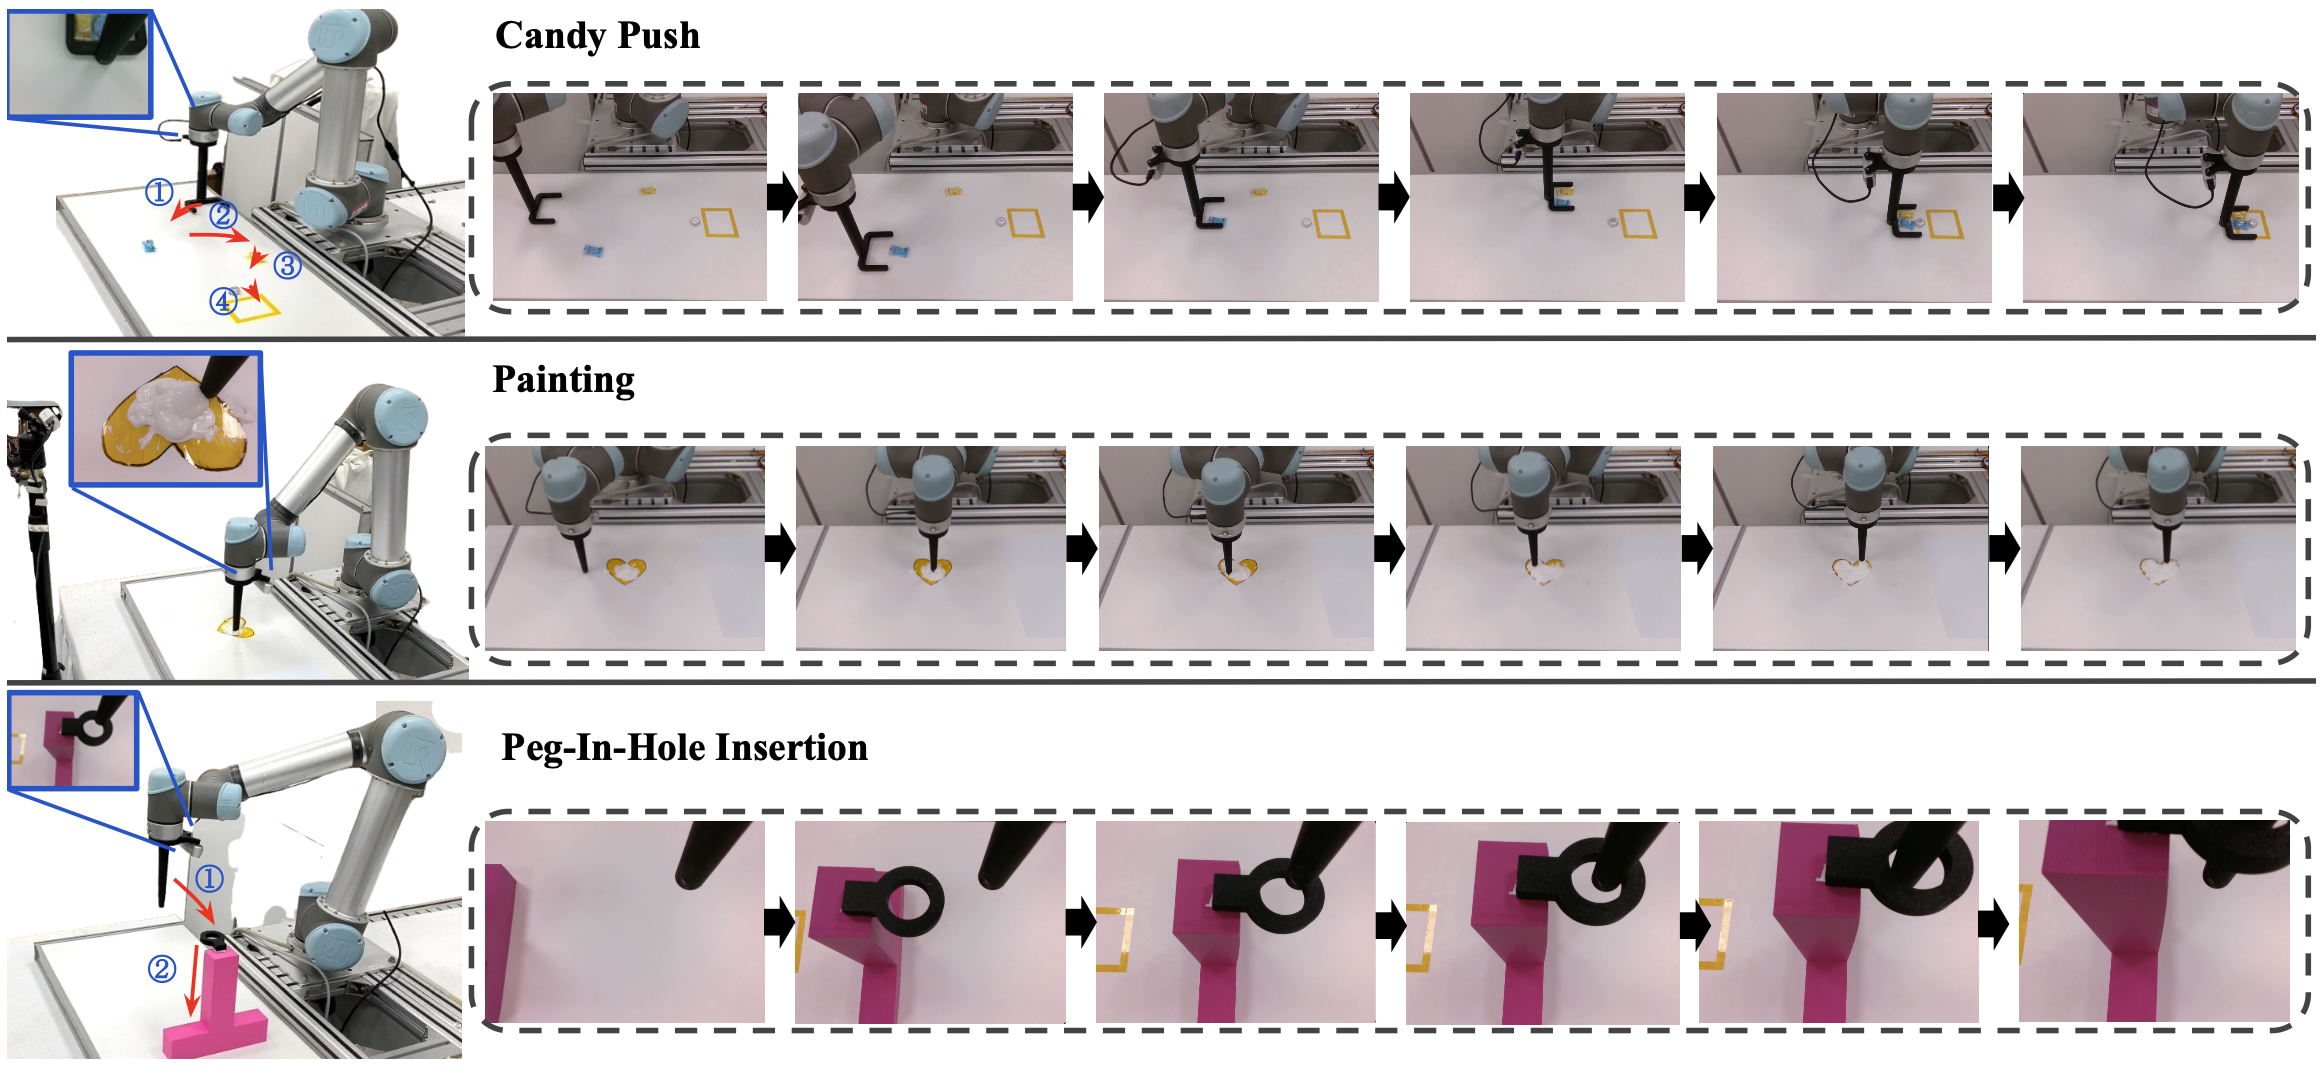 Candy Push
①
②
③
④
Painting
Peg-In-Hole Insertion
①
②